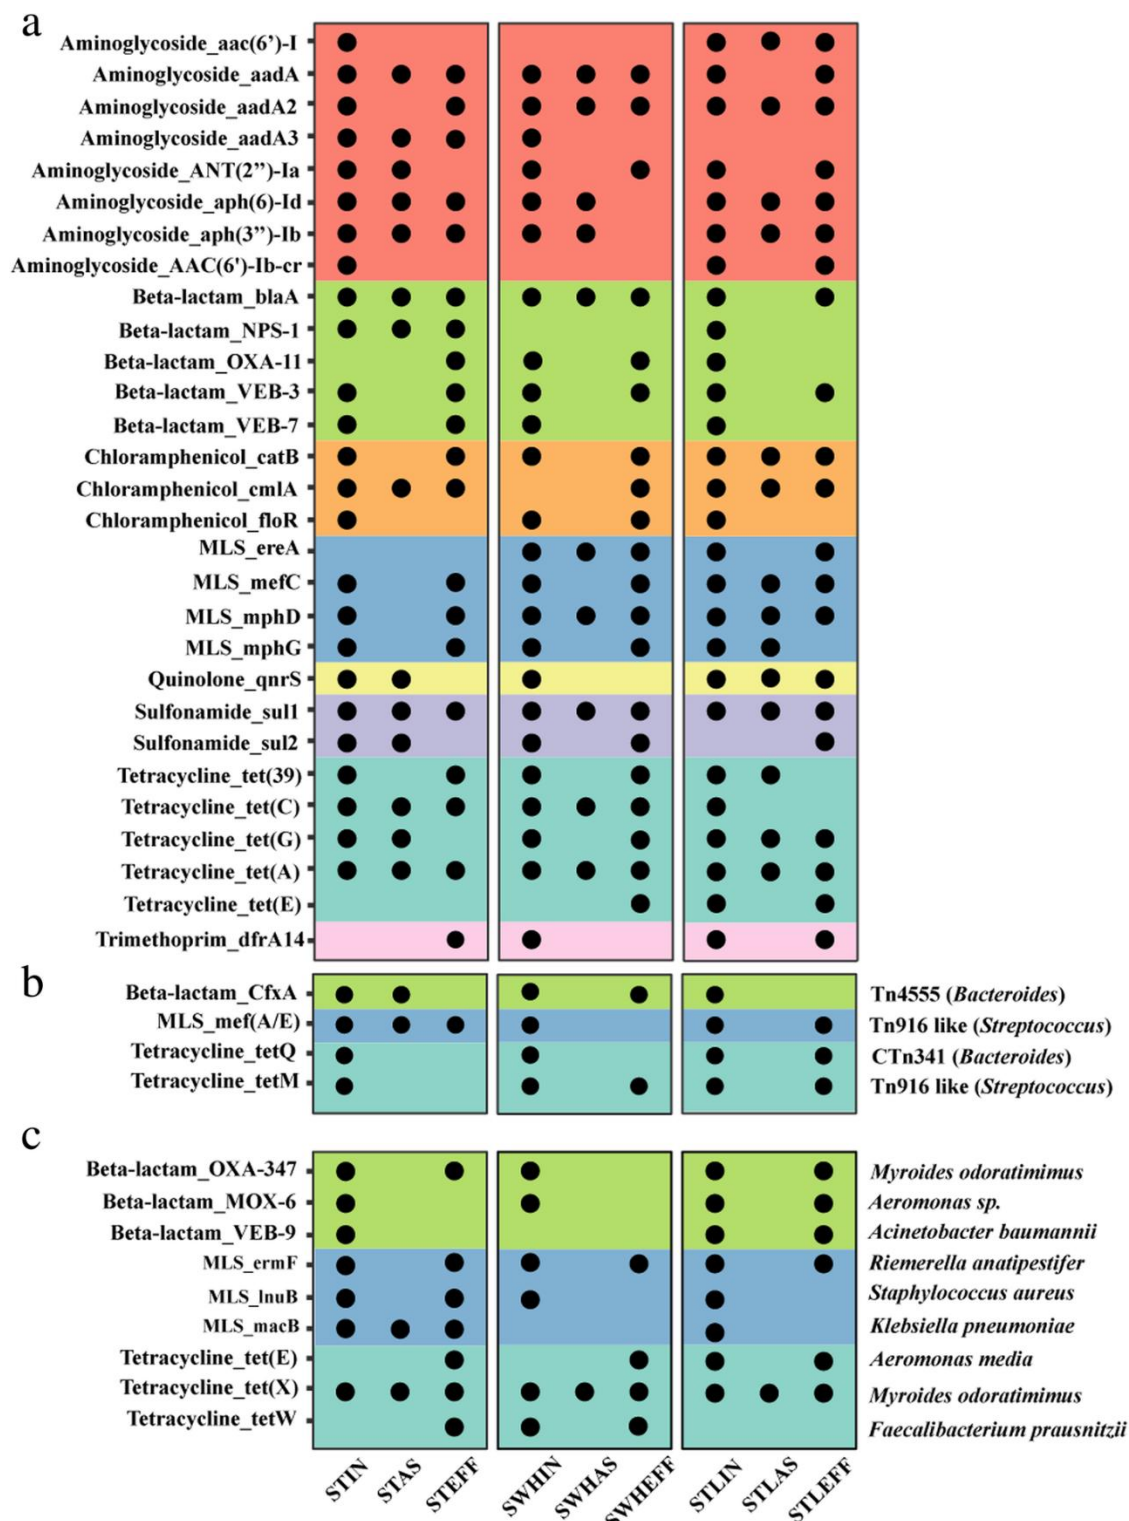 a
Aminoglycoside_aac(6’)-I
Aminoglycoside_aadA
Aminoglycoside_aadA2
Aminoglycoside_aadA3
Aminoglycoside_ANT(2”)-Ia
Aminoglycoside_aph(6)-Id
Aminoglycoside_aph(3”)-Ib
Aminoglycoside_AAC(6')-Ib-cr
Beta-lactam_blaA
Beta-lactam_NPS-1
Beta-lactam_OXA-11
Beta-lactam_VEB-3
Beta-lactam_VEB-7
Chloramphenicol_catB
Chloramphenicol_cmlA
Chloramphenicol_floR
MLS_ereA
MLS_mefC
MLS_mphD
MLS_mphG
Quinolone_qnrS
Sulfonamide_sul1
Sulfonamide_sul2
Tetracycline_tet(39)
Tetracycline_tet(C)
Tetracycline_tet(G)
Tetracycline_tet(A)
Tetracycline_tet(E)
Trimethoprim_dfrA14
b
Beta-lactam_CfxA Tn4555 (Bacteroides)
MLS_mef(A/E) Tn916 like (Streptococcus)
Tetracycline_tetQ CTn341 (Bacteroides)
Tetracycline_tetM Tn916 like (Streptococcus)
c
Beta-lactam_OXA-347 Myroides odoratimimus
Beta-lactam_MOX-6 Aeromonas sp.
Beta-lactam_VEB-9 Acinetobacter baumannii
MLS_ermF Riemerella anatipestifer
MLS_lnuB Staphylococcus aureus
MLS_macB Klebsiella pneumoniae
Tetracycline_tet(E) Aeromonas media
Tetracycline_tet(X) Myroides odoratimimus
Tetracycline_tetW Faecalibacterium prausnitzii
STIN STAS STEFF SWHIN SWHAS SWHEFF STLIN STLAS STLEFF